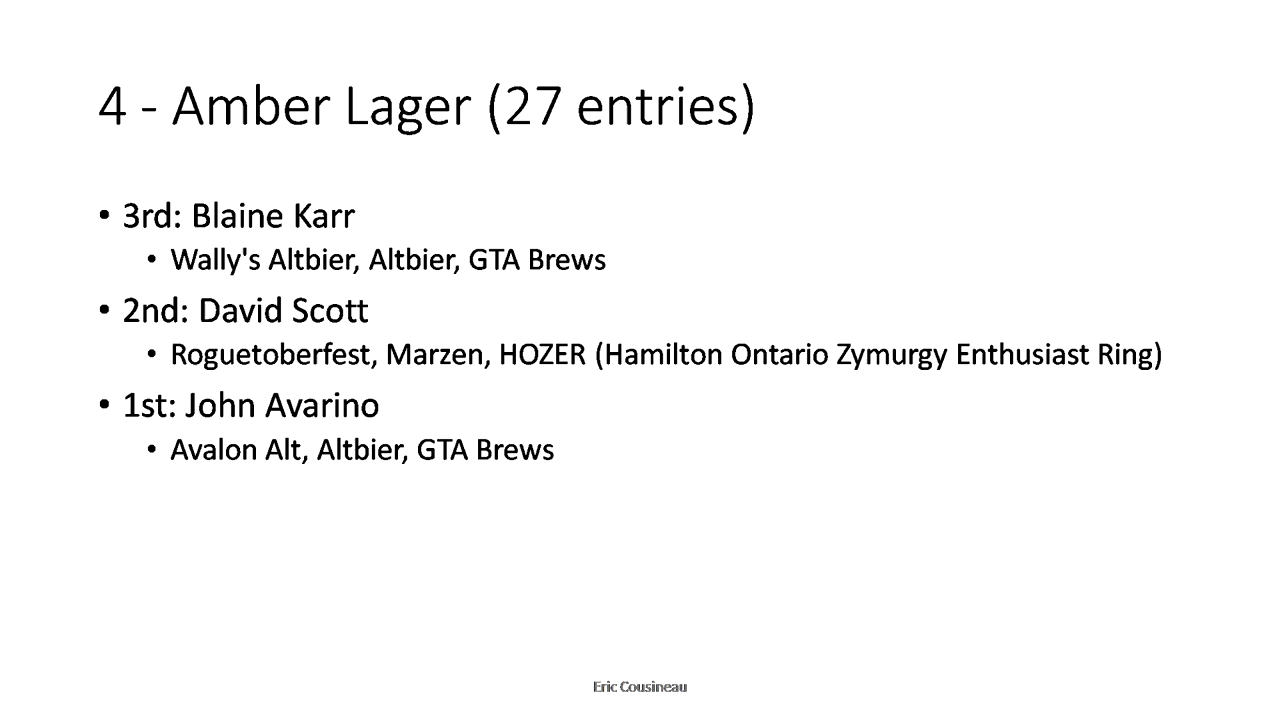 4 - Amber Lager (27 entries)
• 3rd: Blaine Karr
• Wally's Altbier, Altbier, GTA Brews
• 2nd: David Scott
• Roguetoberfest, Marzen, HOZER (Hamilton Ontario Zymurgy Enthusiast Ring)
• 1st: John Avarino
• Avalon Alt, Altbier, GTA Brews
Eric Cousineau